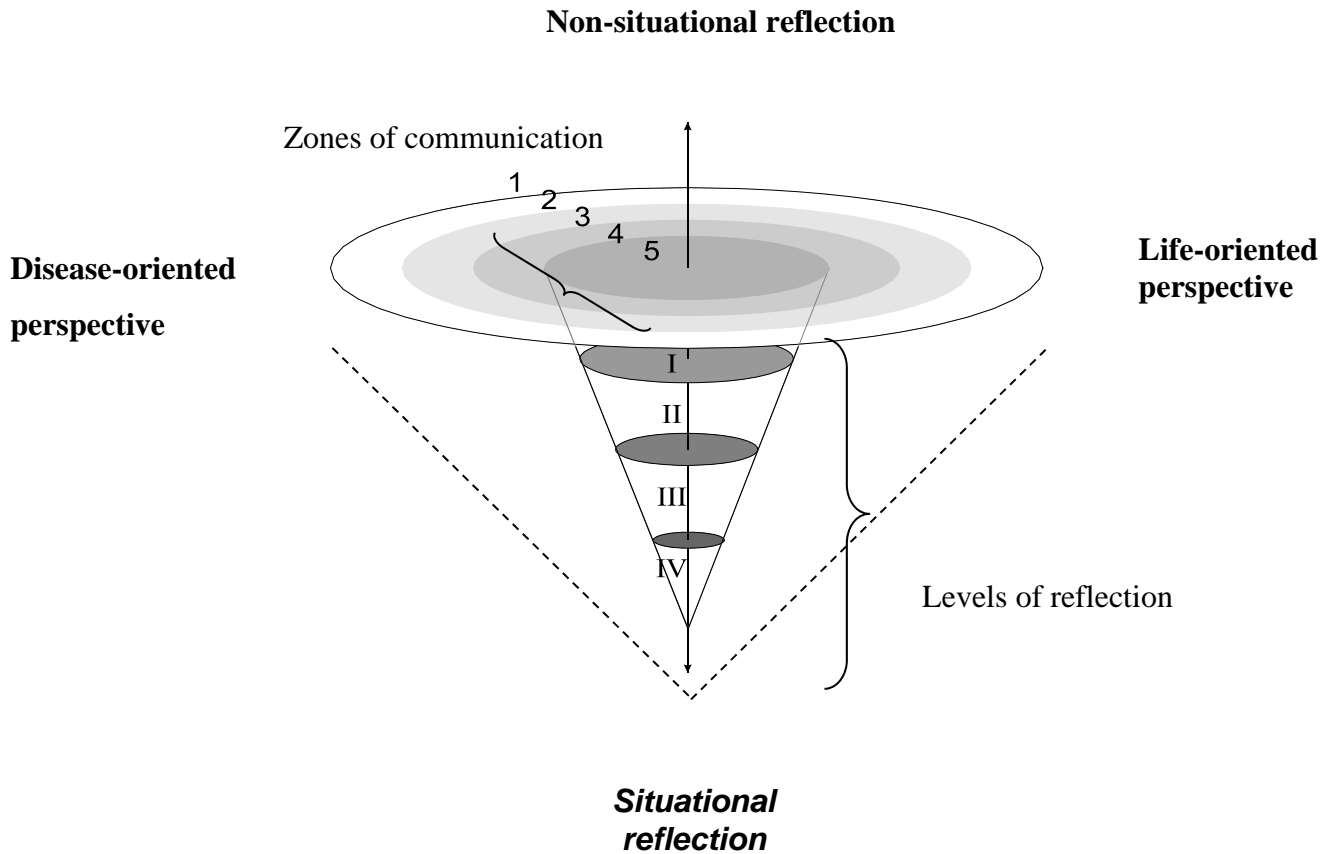 Non-situational reflection
Zones of communication
1
2
3
4
5
Disease-oriented
perspective
Life-oriented
perspective
I
II
III
IV
Levels of reflection
Situational
reflection